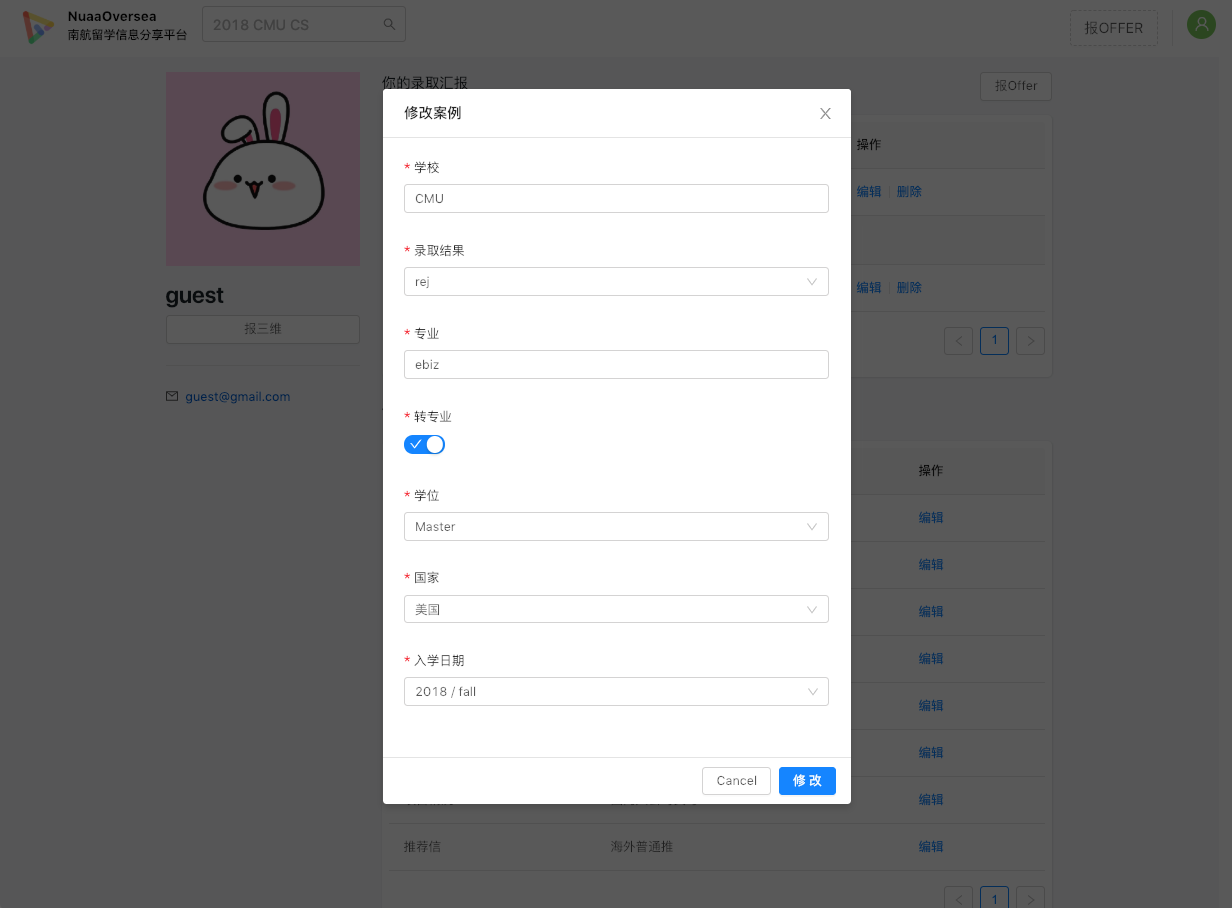 NuaaOversea
南航留学信息分享平台
2018 CMU CS
报OFFER
你的录取汇报
报Offer
修改案例
操作
* 学校
CMU
编辑
删除
* 录取结果
rej
编辑
删除
guest
报三维
* 专业
ebiz
1
guest@gmail.com
* 转专业
操作
* 学位
Master
编辑
编辑
* 国家
美国
编辑
* 入学日期
2018 / fall
编辑
编辑
编辑
Cancel
修 改
编辑
推荐信
海外普通推
编辑
1